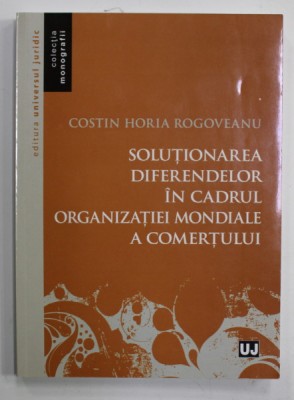 editura universul juridic
colecția
monografii
COSTIN HORIA ROGOVEANU
SOLUȚIONAREA
DIFERENDELOR
ÎN CADRUL
ORGANIZAȚIEI MONDIALE
A COMERȚULUI
UJ